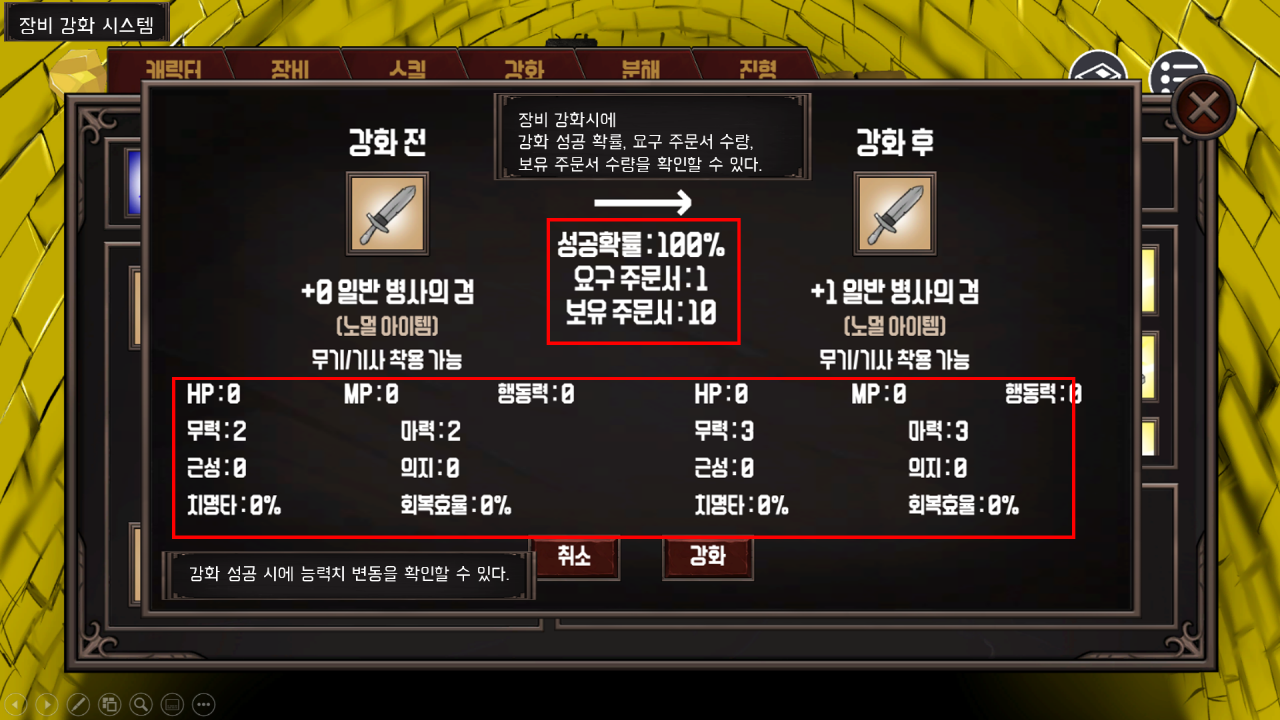 장비 강화 시스템
캐릭터 장비 스킬 강화 분해 진형
장비 강화시에
강화 성공 확률, 요구 주문서 수량,
보유 주문서 수량을 확인할 수 있다.
강화 전
강화 후
성공확률 : 100%
요구 주문서 : 1
보유 주문서 : 10
+0 일반 병사의 검
(노멀 아이템)
무기/기사 착용 가능
+1 일반 병사의 검
(노멀 아이템)
무기/기사 착용 가능
HP : 0 MP : 0 행동력 : 0
무력 : 2 마력 : 2
근성 : 0 의지 : 0
치명타 : 0% 회복효율 : 0%
HP : 0 MP : 0 행동력 : 0
무력 : 3 마력 : 3
근성 : 0 의지 : 0
치명타 : 0% 회복효율 : 0%
취소 강화
강화 성공 시에 능력치 변동을 확인할 수 있다.